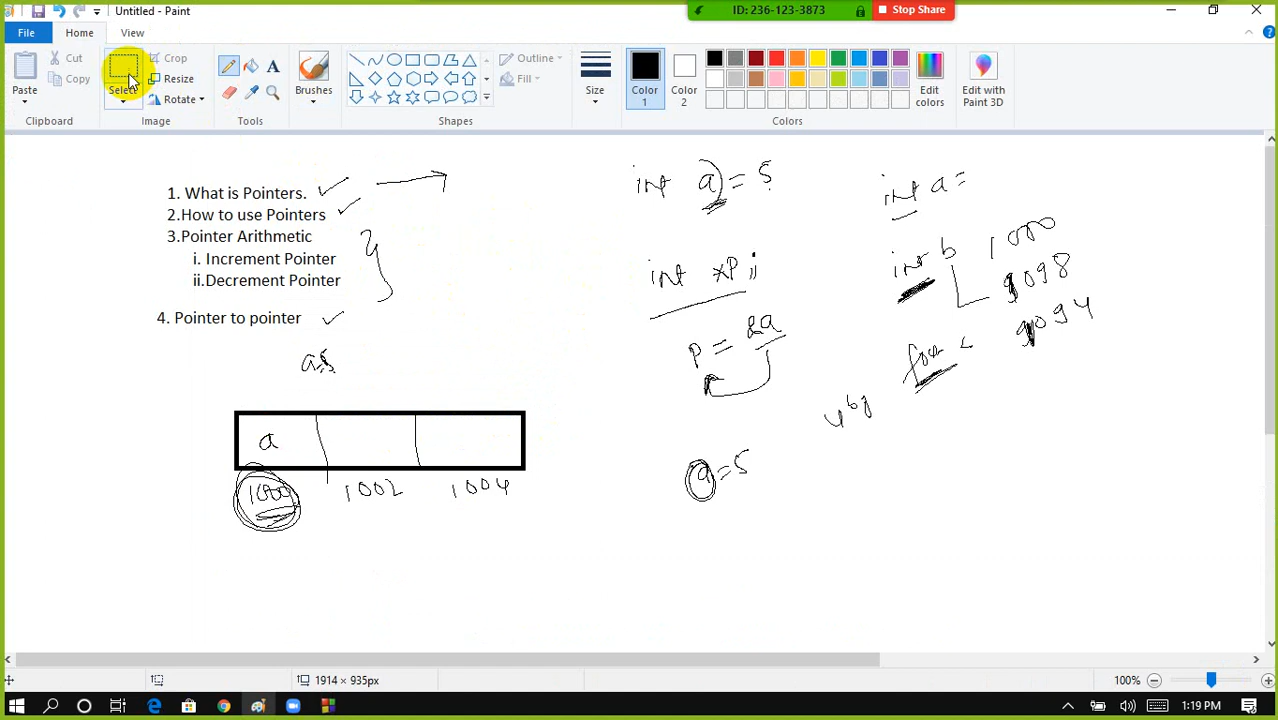 Untitled - Paint
ID: 236-123-3873
Stop Share
File
Home
View
Paste
Cut
Copy
Clipboard
Select
Crop
Resize
Rotate
Image
Tools
Brushes
Outline
Fill
Shapes
Size
Color
1
Color
2
Edit
colors
Edit with
Paint 3D
Colors
1. What is Pointers.
2.How to use Pointers
3.Pointer Arithmetic
i. Increment Pointer
ii.Decrement Pointer
4. Pointer to pointer
a
1000
1002
1004
int a = 5
int *P
P = &a
a = 5
int a =
int b
1000
1098
1094
1914 × 935px
100%
1:19 PM